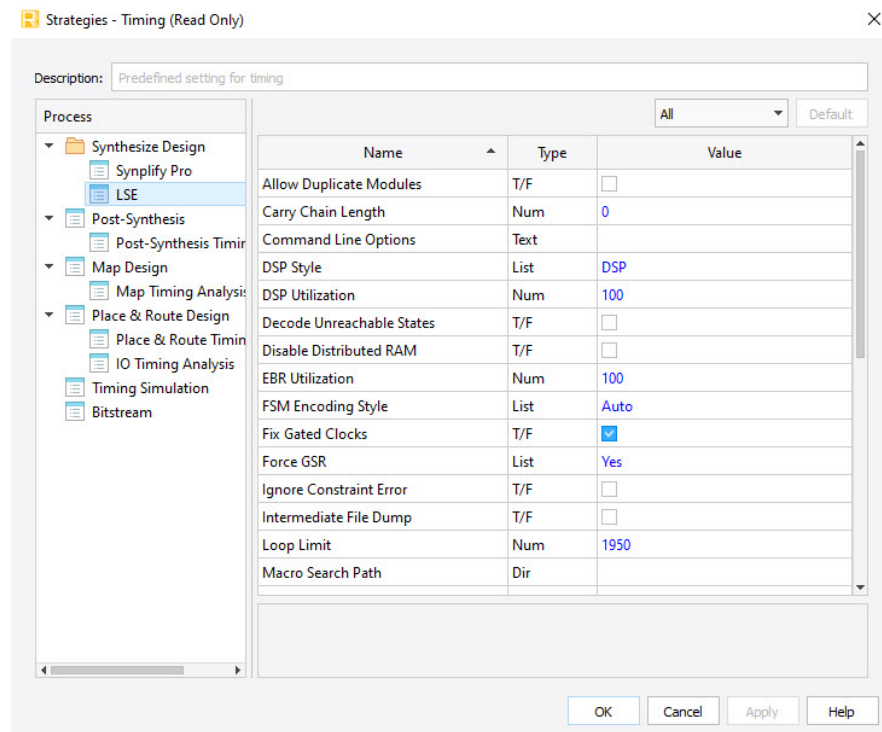 Strategies - Timing (Read Only)
Description: Predefined setting for timing
Process
Synthesize Design
Synplify Pro
LSE
Post-Synthesis
Post-Synthesis Timir
Map Design
Map Timing Analysis
Place & Route Design
Place & Route Timin
IO Timing Analysis
Timing Simulation
Bitstream
All Default
Name Type Value
Allow Duplicate Modules T/F
Carry Chain Length Num 0
Command Line Options Text
DSP Style List DSP
DSP Utilization Num 100
Decode Unreachable States T/F
Disable Distributed RAM T/F
EBR Utilization Num 100
FSM Encoding Style List Auto
Fix Gated Clocks T/F
Force GSR List Yes
Ignore Constraint Error T/F
Intermediate File Dump T/F
Loop Limit Num 1950
Macro Search Path Dir
OK Cancel Apply Help